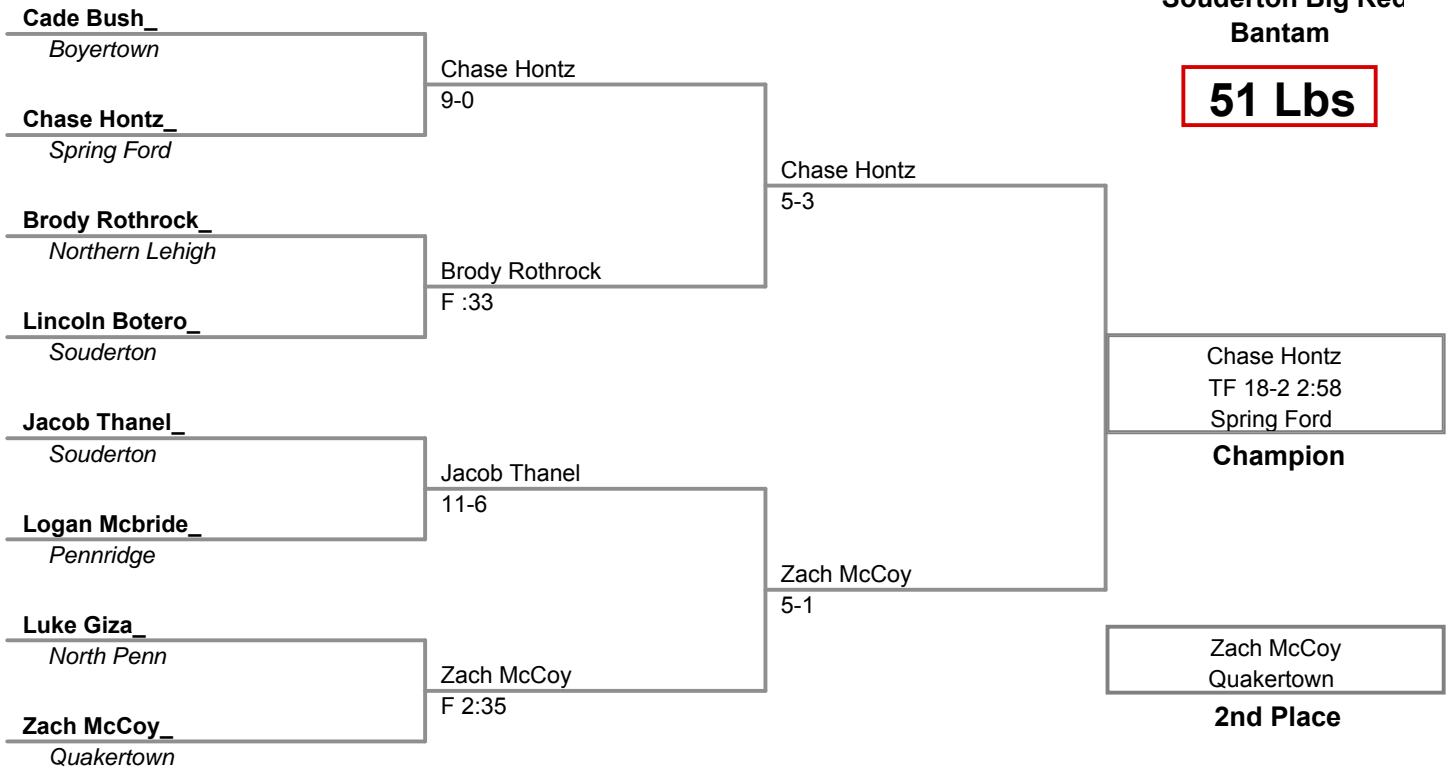 Souderton Big Red
Bantam
51 Lbs
Cade Bush_
Boyertown
Chase Hontz
9-0
Chase Hontz_
Spring Ford
Chase Hontz
5-3
Brody Rothrock_
Northern Lehigh
Brody Rothrock
F :33
Lincoln Botero_
Souderton
Chase Hontz
TF 18-2 2:58
Spring Ford
Champion
Jacob Thanel_
Souderton
Jacob Thanel
11-6
Logan Mcbride_
Pennridge
Zach McCoy
5-1
Luke Giza_
North Penn
Zach McCoy
F 2:35
Zach McCoy_
Quakertown
Zach McCoy
Quakertown
2nd Place